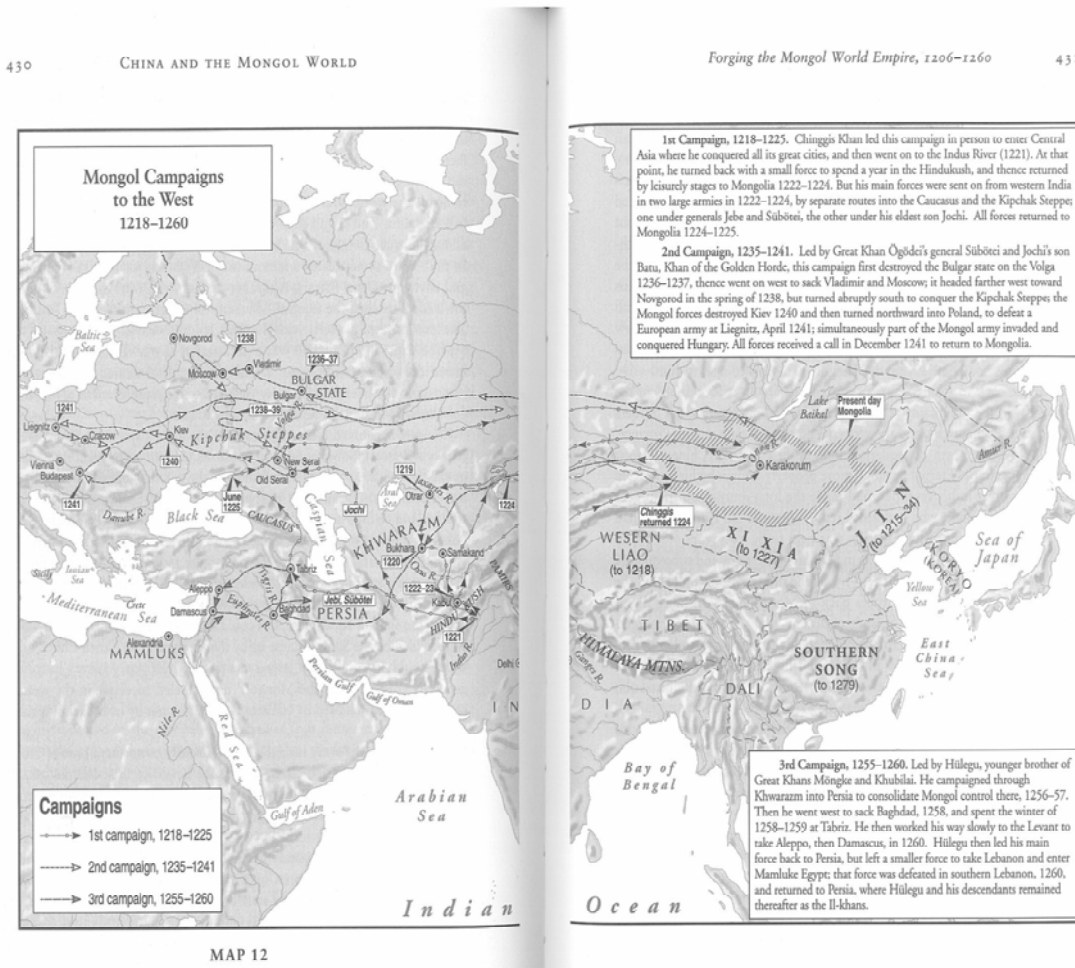 430
CHINA AND THE MONGOL WORLD
Forging the Mongol World Empire, 1206–1260
43
Mongol Campaigns
to the West
1218–1260
1st Campaign, 1218–1225. Chinggis Khan led this campaign in person to enter Central
Asia where he conquered all its great cities, and then went on to the Indus River (1221). At that
point, he turned back with a small force to spend a year in the Hindukush, and thence returned
by leisurely stages to Mongolia 1222–1224. But his main forces were sent on from western India
in two large armies in 1222–1224, by separate routes into the Caucasus and the Kipchak Steppe;
one under generals Jebe and Sübötei, the other under his eldest son Jochi. All forces returned to
Mongolia 1224–1225.
2nd Campaign, 1235–1241. Led by Great Khan Ögödei's general Sübötei and Jochi's son
Batu, Khan of the Golden Horde, this campaign first destroyed the Bulgar state on the Volga
1236–1237, thence went on west to sack Vladimir and Moscow; it headed farther west toward
Novgorod in the spring of 1238, but turned abruptly south to conquer the Kipchak Steppe; the
Mongol forces destroyed Kiev 1240 and then turned northward into Poland, to defeat a
European army at Liegnitz, April 1241; simultaneously part of the Mongol army invaded and
conquered Hungary. All forces received a call in December 1241 to return to Mongolia.
Baltic
Sea
Novgorod
1238
Moscow
Vladimir
1236–37
BULGAR
STATE
Bulgar
1238–39
Volga R.
1241
Liegnitz
Cracow
Kiev
Kipchak Steppes
1240
Vienna
Budapest
1241
New Serai
Old Serai
June
1225
Danube R.
Black Sea
CAUCASUS
Caspian
Sea
Jochi
1219
Aral
Sea
Jaxartes R.
Otrar
1224
KHWARAZM
Bukhara
1220
Samakand
Oxus R.
1222–23
PAMIRS
Kabul
HINDU KUSH
1221
Indus R.
Sicily
Ionian
Sea
Crete
Mediterranean Sea
Aleppo
Damascus
Tigris R.
Euphrates R.
Tabriz
Baghdad
Jebi, Sübötei
PERSIA
Alexandria
MAMLUKS
Nile R.
Red Sea
Persian Gulf
Gulf of Oman
Delhi
I N
D I A
Gulf of Aden
Arabian
Sea
Indian
Ocean
Lake
Baikal
Present day
Mongolia
Onon R.
Karakorum
Amur R.
Chinggis
returned 1224
WESERN
LIAO
(to 1218)
XI XIA
(to 1227)
JIN
(to 1215–34)
KORYO
(KOREA)
Sea of
Japan
Yellow
Sea
East
China
Sea
TIBET
HIMALAYA MTNS.
Ganges R.
SOUTHERN
SONG
(to 1279)
DALI
Bay of
Bengal
Campaigns
1st campaign, 1218–1225
2nd campaign, 1235–1241
3rd campaign, 1255–1260
3rd Campaign, 1255–1260. Led by Hülegu, younger brother of
Great Khans Möngke and Khubilai. He campaigned through
Khwarazm into Persia to consolidate Mongol control there, 1256–57.
Then he went west to sack Baghdad, 1258, and spent the winter of
1258–1259 at Tabriz. He then worked his way slowly to the Levant to
take Aleppo, then Damascus, in 1260. Hülegu then led his main
force back to Persia, but left a smaller force to take Lebanon and enter
Mamluke Egypt; that force was defeated in southern Lebanon, 1260,
and returned to Persia, where Hülegu and his descendants remained
thereafter as the Il-khans.
MAP 12